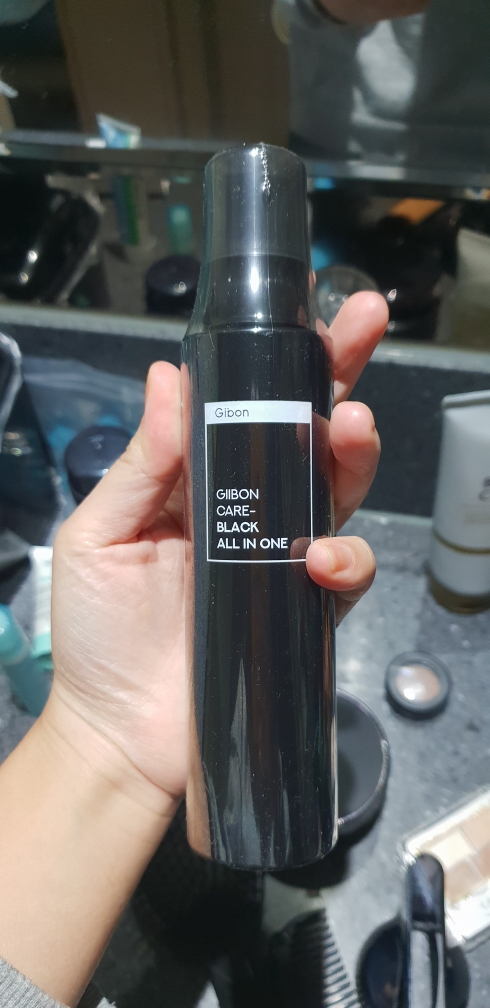 Gibon
GIIBON
CARE-
BLACK
ALL IN ONE